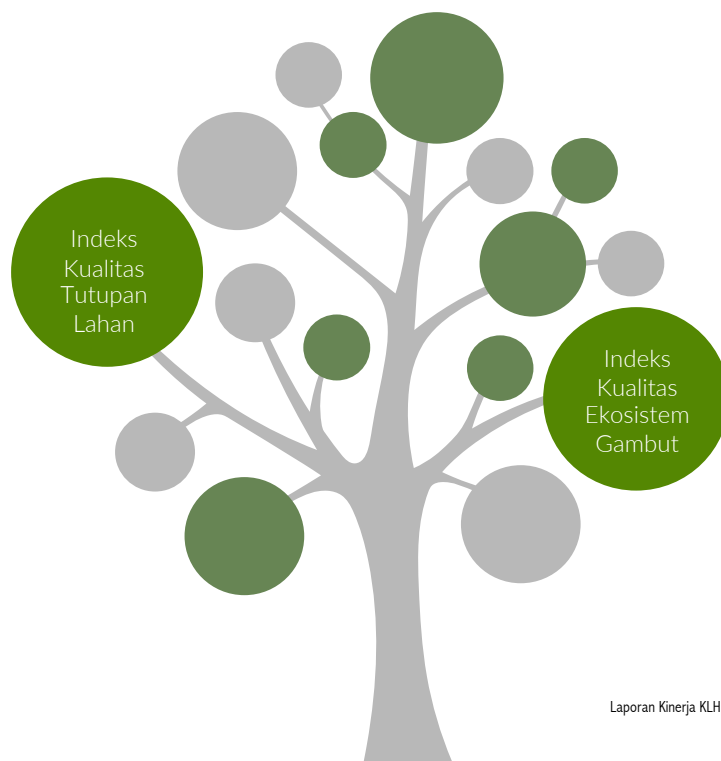 Indeks
Kualitas
Tutupan
Lahan
Indeks
Kualitas
Ekosistem
Gambut
Laporan Kinerja KLH